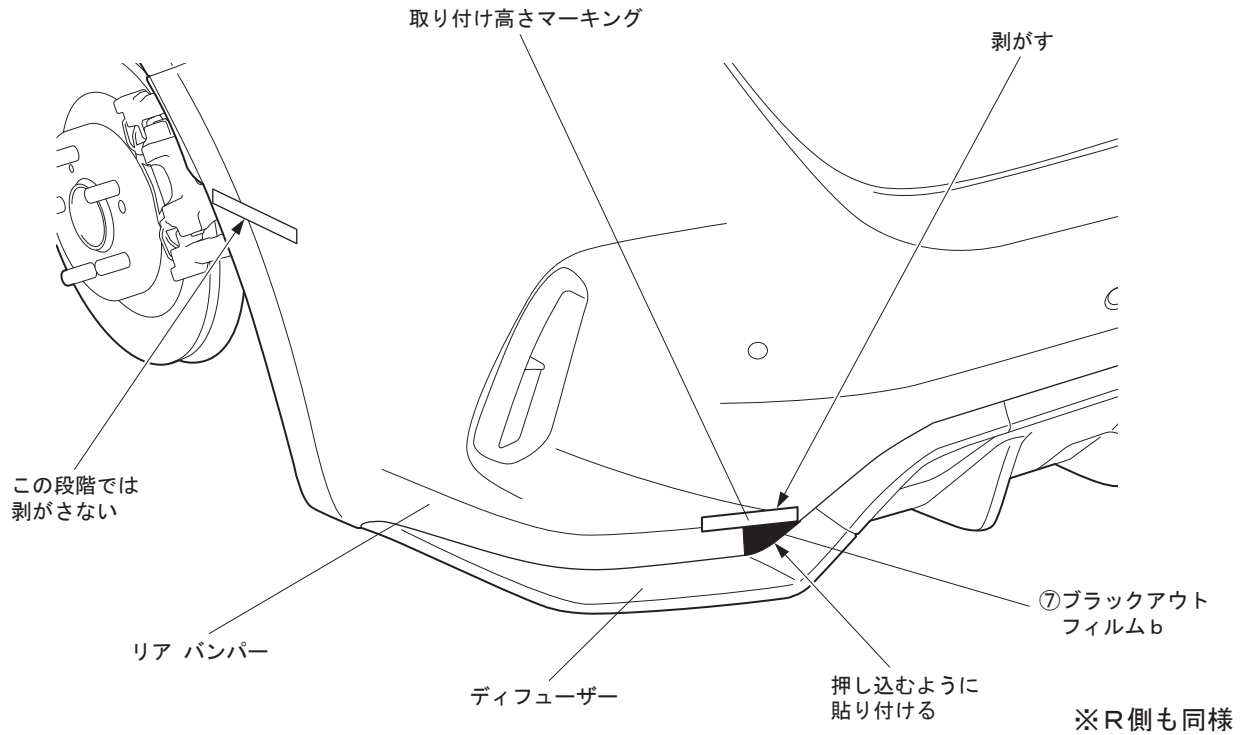 取り付け高さマーキング
剥がす
この段階では
剥がさない
リア バンパー
ディフューザー
押し込むように
貼り付ける
⑦ブラックアウト
フィルムb
※R側も同様